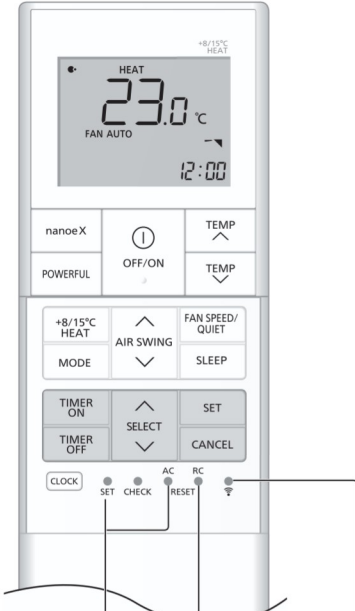 +8/15°C
HEAT
HEAT
23.0 °C
FAN AUTO
12:00
nanoeX
OFF/ON
TEMP
POWERFUL
TEMP
+8/15°C
HEAT
AIR SWING
FAN SPEED/
QUIET
MODE
SLEEP
TIMER
ON
SELECT
SET
TIMER
OFF
CANCEL
CLOCK
AC RC
SET CHECK RESET